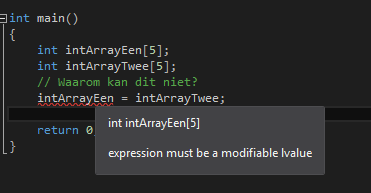 int main()
{
int intArrayEen[5];
int intArrayTwee[5];
// Waarom kan dit niet?
intArrayEen = intArrayTwee;
int intArrayEen[5]
return 0
expression must be a modifiable lvalue
}